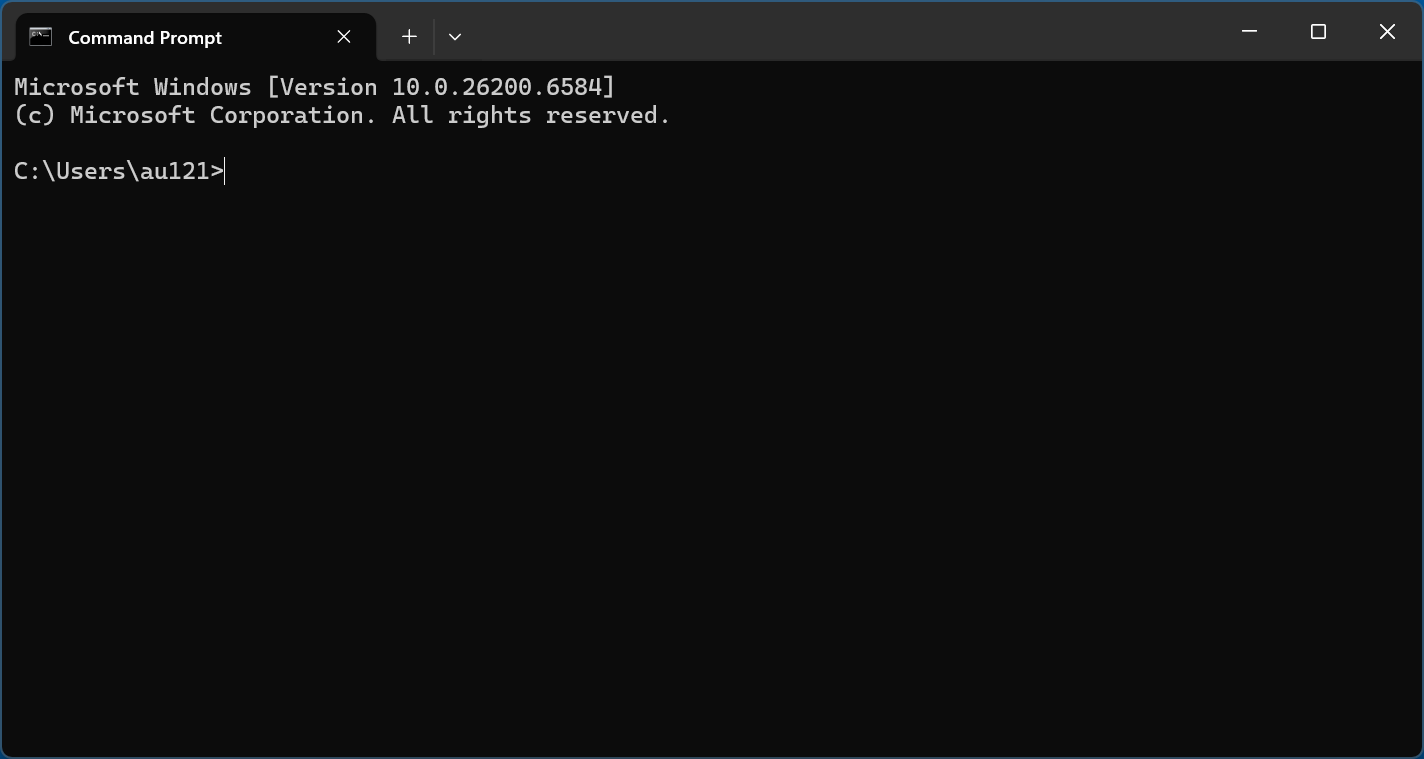 Command Prompt
Microsoft Windows [Version 10.0.26200.6584]
(c) Microsoft Corporation. All rights reserved.
C:\Users\au121>